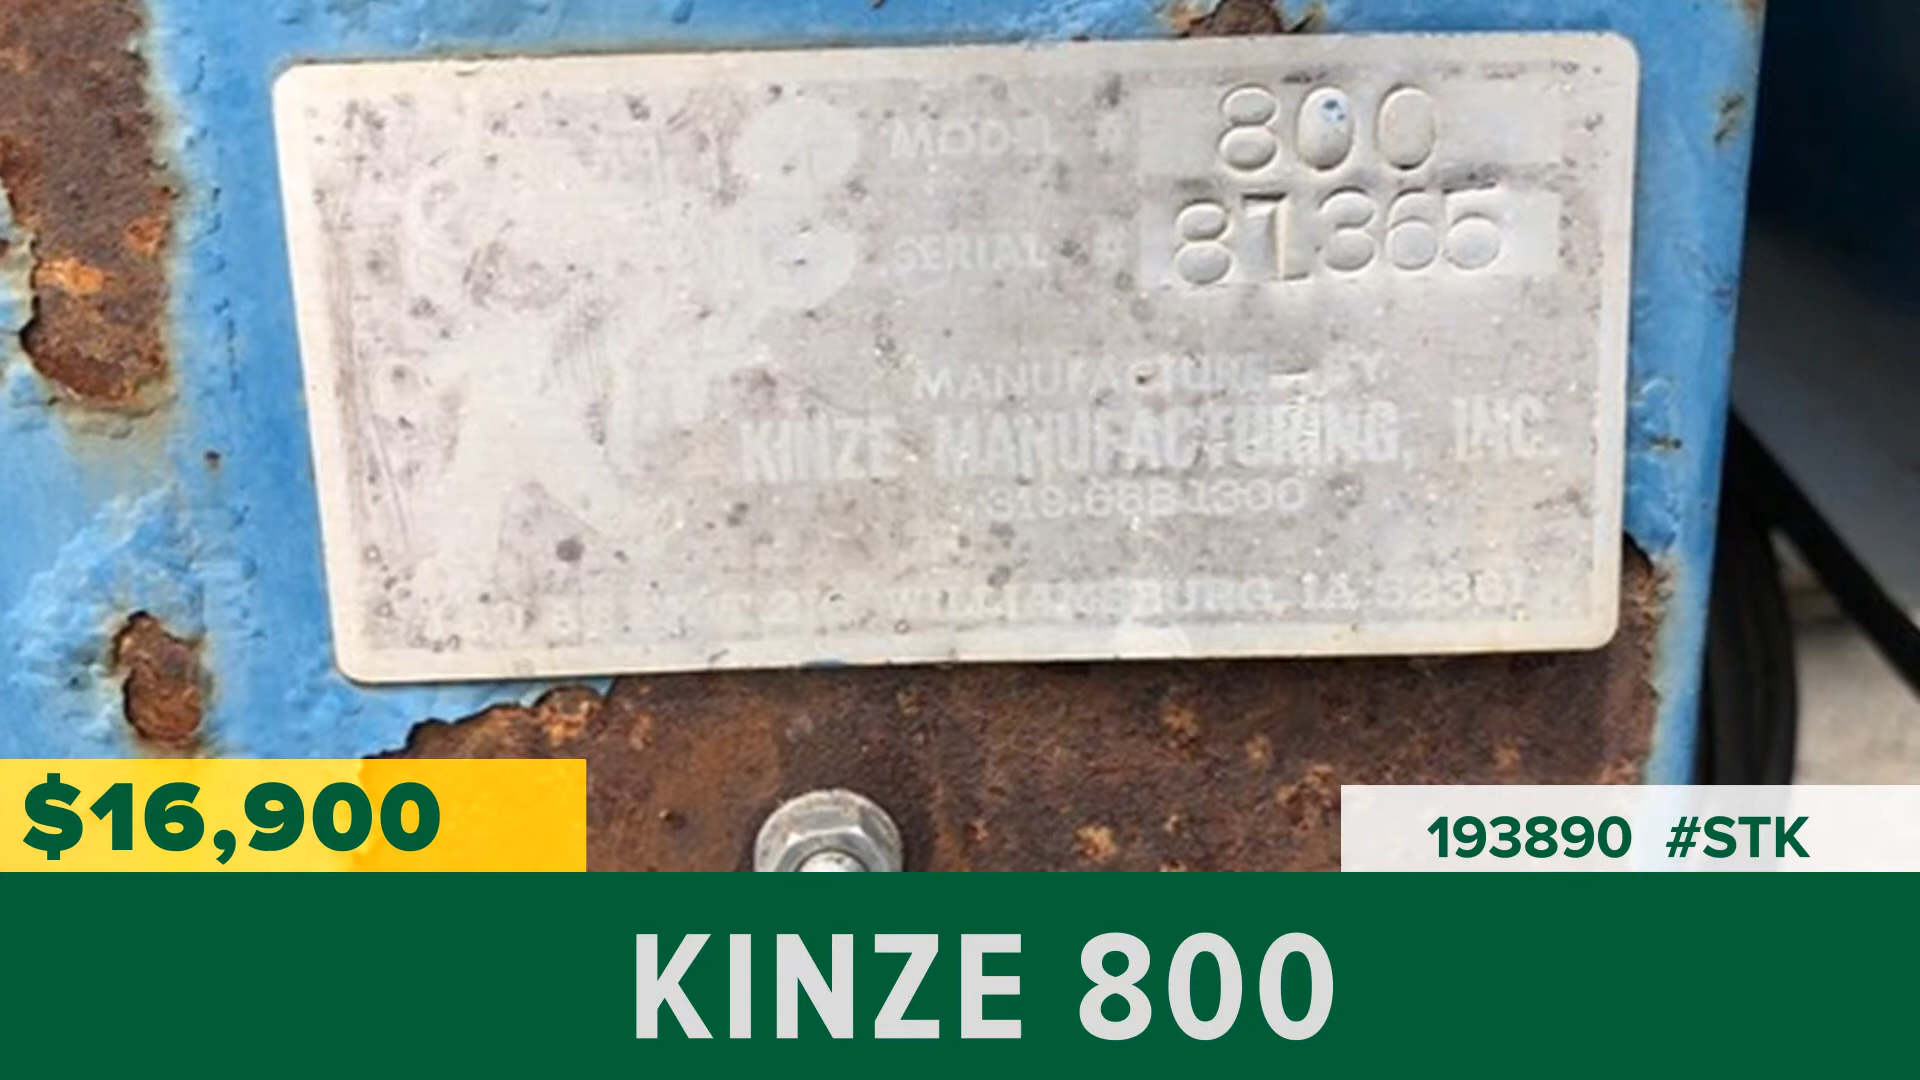 MODEL # 800
SERIAL # 81365
MANUFACTURED BY
KINZE MANUFACTURING, INC.
319-668-1300
WILLIAMSBURG, IA 52361
$16,900
193890 #STK
KINZE 800